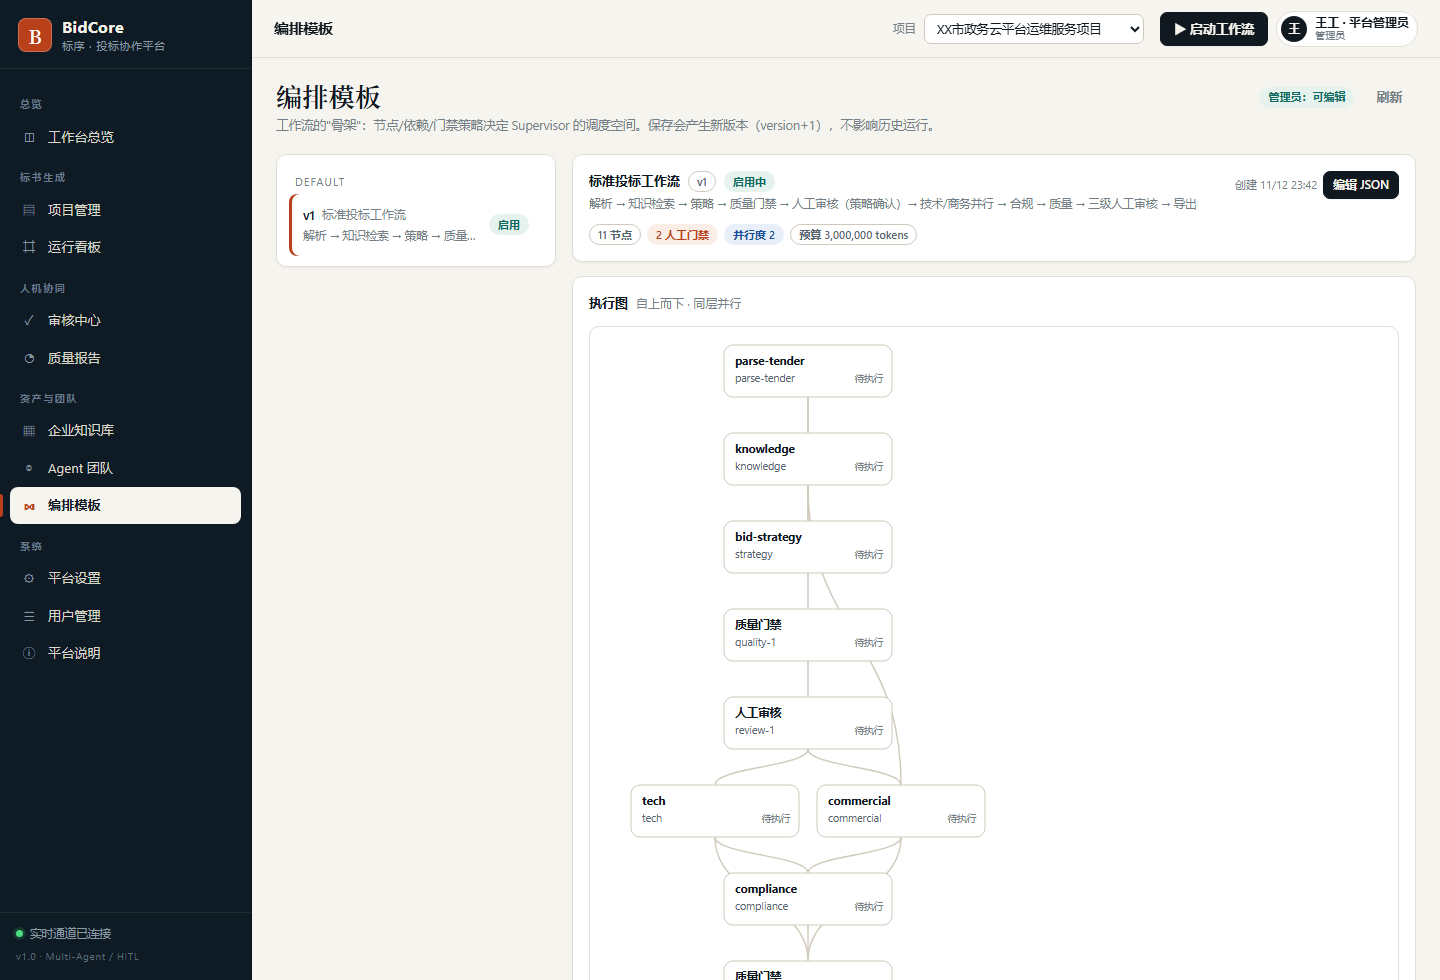 B
BidCore
标序 · 投标协作平台
总览
工作台总览
标书生成
项目管理
运行看板
人机协同
审核中心
质量报告
资产与团队
企业知识库
Agent 团队
编排模板
系统
平台设置
用户管理
平台说明
实时通道已连接
v1.0 · Multi-Agent / HITL
编排模板
项目
XX市政务云平台运维服务项目
▶ 启动工作流
王
王工 · 平台管理员
管理员
编排模板
工作流的"骨架"：节点/依赖/门禁策略决定 Supervisor 的调度空间。保存会产生新版本（version+1），不影响历史运行。
管理员：可编辑
刷新
DEFAULT
v1 标准投标工作流
解析 → 知识检索 → 策略 → 质量...
启用
标准投标工作流 v1 启用中
创建 11/12 23:42
编辑 JSON
解析 → 知识检索 → 策略 → 质量门禁 → 人工审核（策略确认）→ 技术/商务并行 → 合规 → 质量 → 三级人工审核 → 导出
11 节点
2 人工门禁
并行度 2
预算 3,000,000 tokens
执行图 自上而下 · 同层并行
parse-tender
parse-tender 待执行
knowledge
knowledge 待执行
bid-strategy
strategy 待执行
质量门禁
quality-1 待执行
人工审核
review-1 待执行
tech
tech 待执行
commercial
commercial 待执行
compliance
compliance 待执行
质量门禁